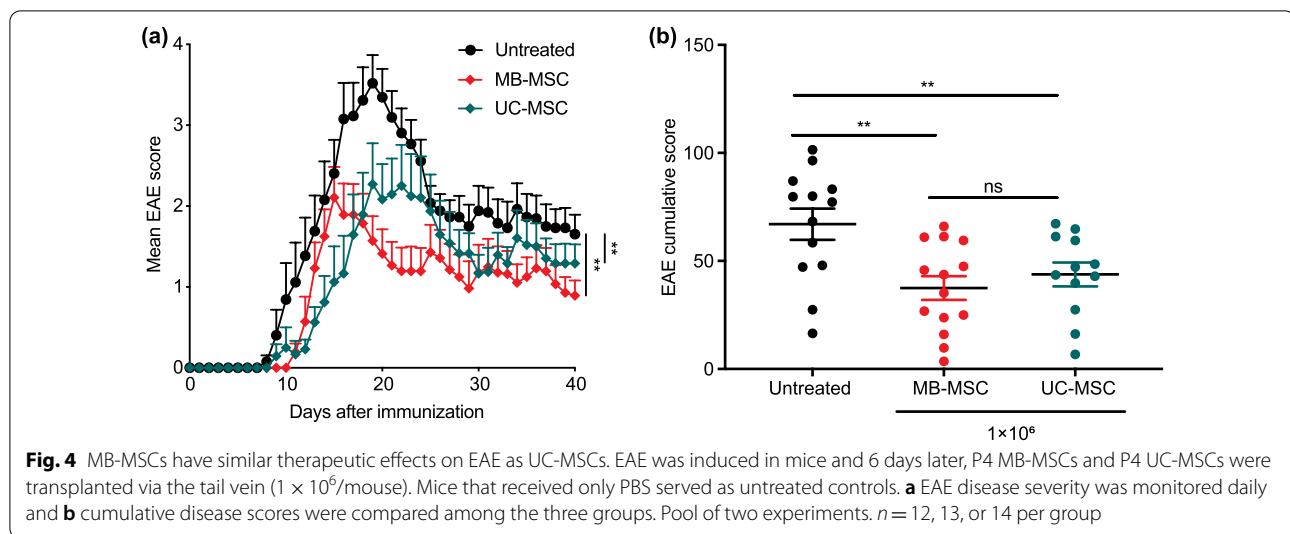 (a)
4
3
2
1
0
Mean EAE score
Untreated
MB-MSC
UC-MSC
**
**
0 10 20 30 40
Days after immunization
(b)
150
100
50
0
EAE cumulative score
**
**
ns
Untreated MB-MSC UC-MSC
1×10⁶
Fig. 4 MB-MSCs have similar therapeutic effects on EAE as UC-MSCs. EAE was induced in mice and 6 days later, P4 MB-MSCs and P4 UC-MSCs were
transplanted via the tail vein (1 × 10⁶/mouse). Mice that received only PBS served as untreated controls. a EAE disease severity was monitored daily
and b cumulative disease scores were compared among the three groups. Pool of two experiments. n = 12, 13, or 14 per group